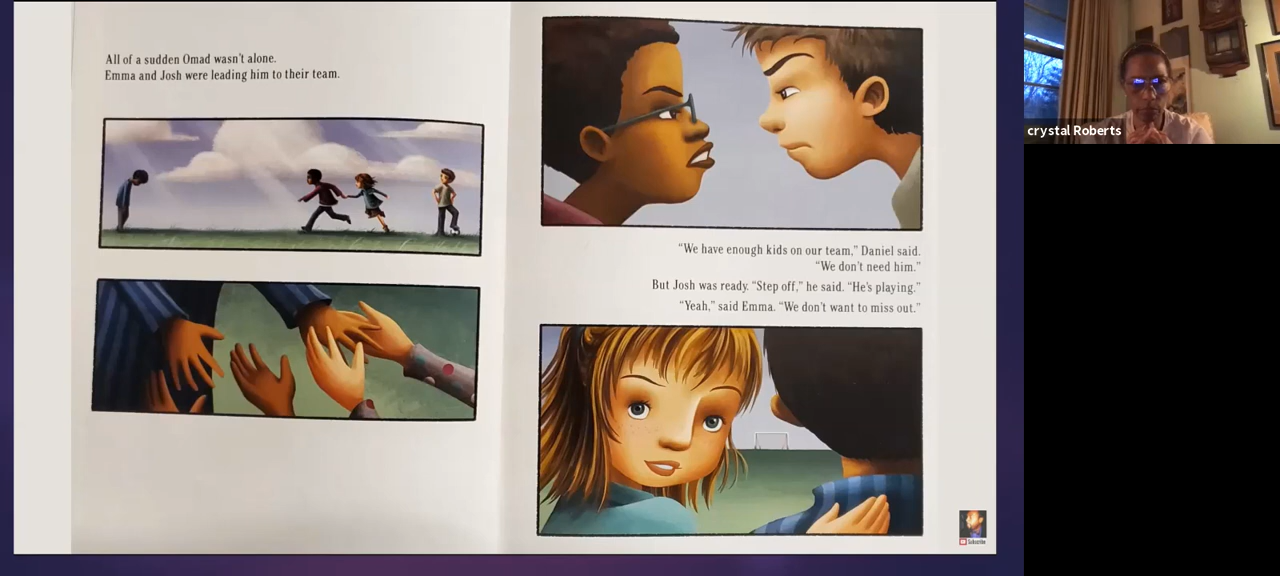 All of a sudden Omad wasn't alone.
Emma and Josh were leading him to their team.
"We have enough kids on our team," Daniel said.
"We don't need him."
But Josh was ready. "Step off," he said. "He's playing."
"Yeah," said Emma. "We don't want to miss out."
crystal Roberts
Subscribe